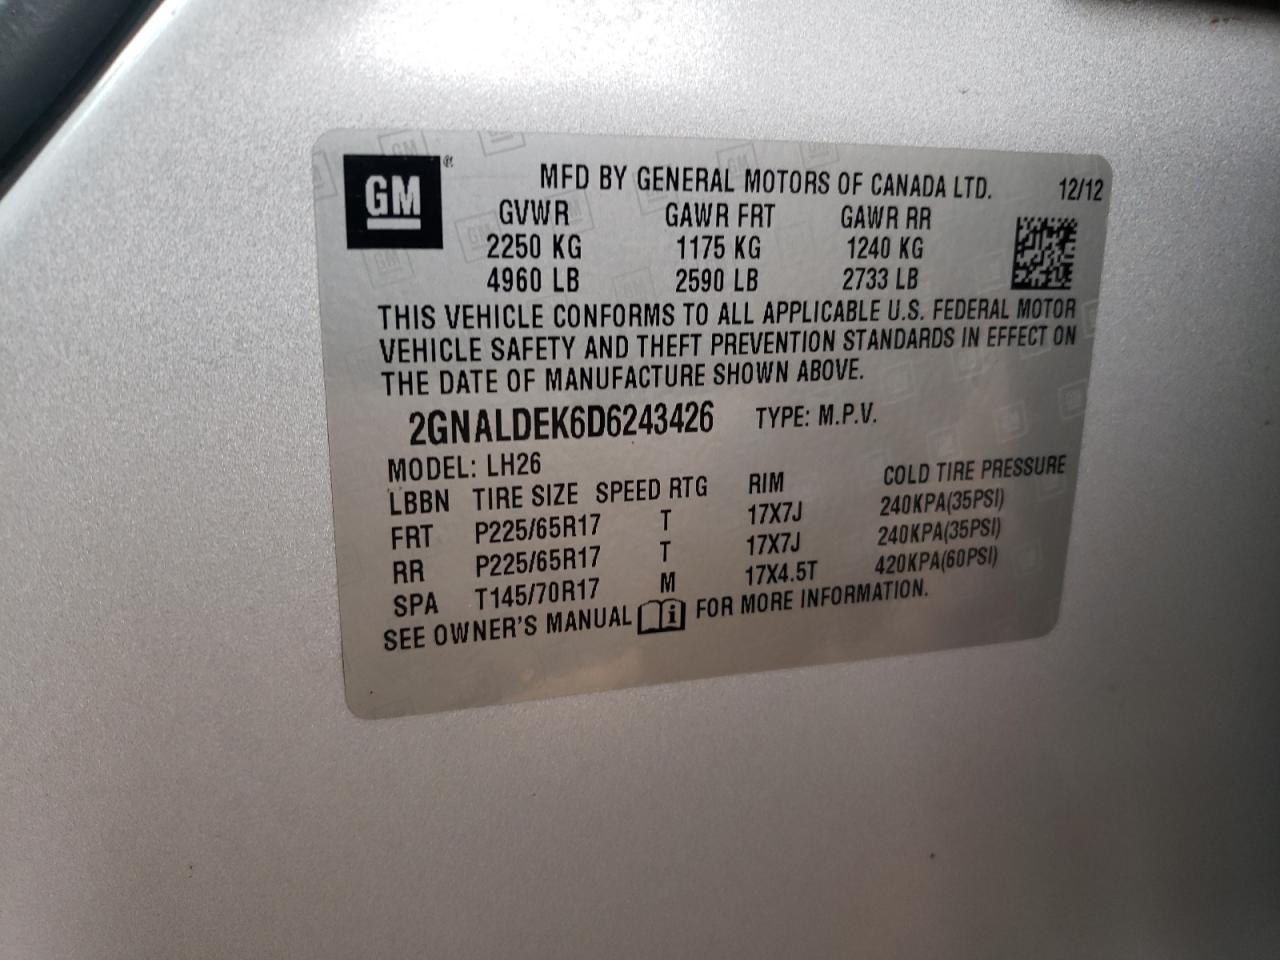 GM ®
MFD BY GENERAL MOTORS OF CANADA LTD. 12/12
GVWR GAWR FRT GAWR RR
2250 KG 1175 KG 1240 KG
4960 LB 2590 LB 2733 LB
THIS VEHICLE CONFORMS TO ALL APPLICABLE U.S. FEDERAL MOTOR
VEHICLE SAFETY AND THEFT PREVENTION STANDARDS IN EFFECT ON
THE DATE OF MANUFACTURE SHOWN ABOVE.
2GNALDEK6D6243426 TYPE: M.P.V.
MODEL: LH26
LBBN TIRE SIZE SPEED RTG RIM COLD TIRE PRESSURE
FRT P225/65R17 T 17X7J 240KPA(35PSI)
RR P225/65R17 T 17X7J 240KPA(35PSI)
SPA T145/70R17 M 17X4.5T 420KPA(60PSI)
SEE OWNER'S MANUAL i FOR MORE INFORMATION.